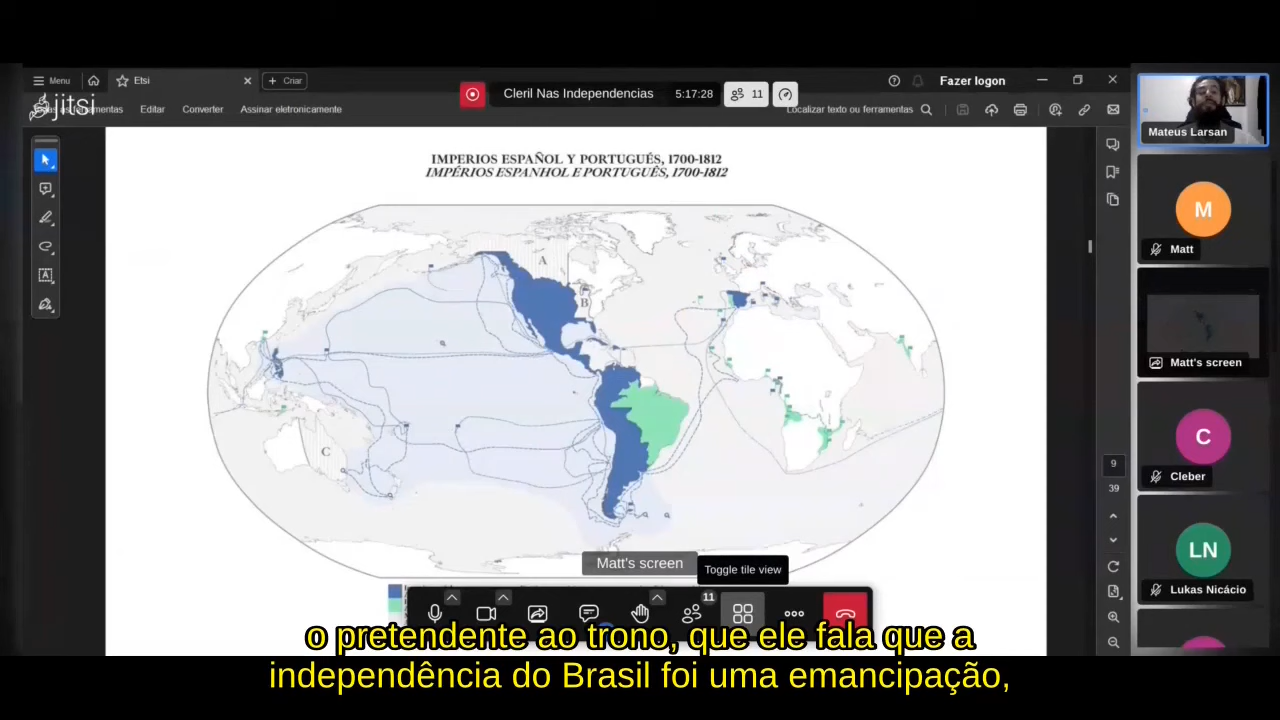 Menu
Etsi
Criar
Cleril Nas Independencias
5:17:28
11
Fazer logon
jitsi
Editar
Converter
Assinar eletronicamente
Localizar texto ou ferramentas
IMPERIOS ESPAÑOL Y PORTUGUÉS, 1700-1812
IMPÉRIOS ESPANHOL E PORTUGUÊS, 1700-1812
A
B
C
9
39
Mateus Larsan
M
Matt
Matt's screen
C
Cleber
LN
Lukas Nicácio
Matt's screen
Toggle tile view
11
o pretendente ao trono, que ele fala que a
independência do Brasil foi uma emancipação,